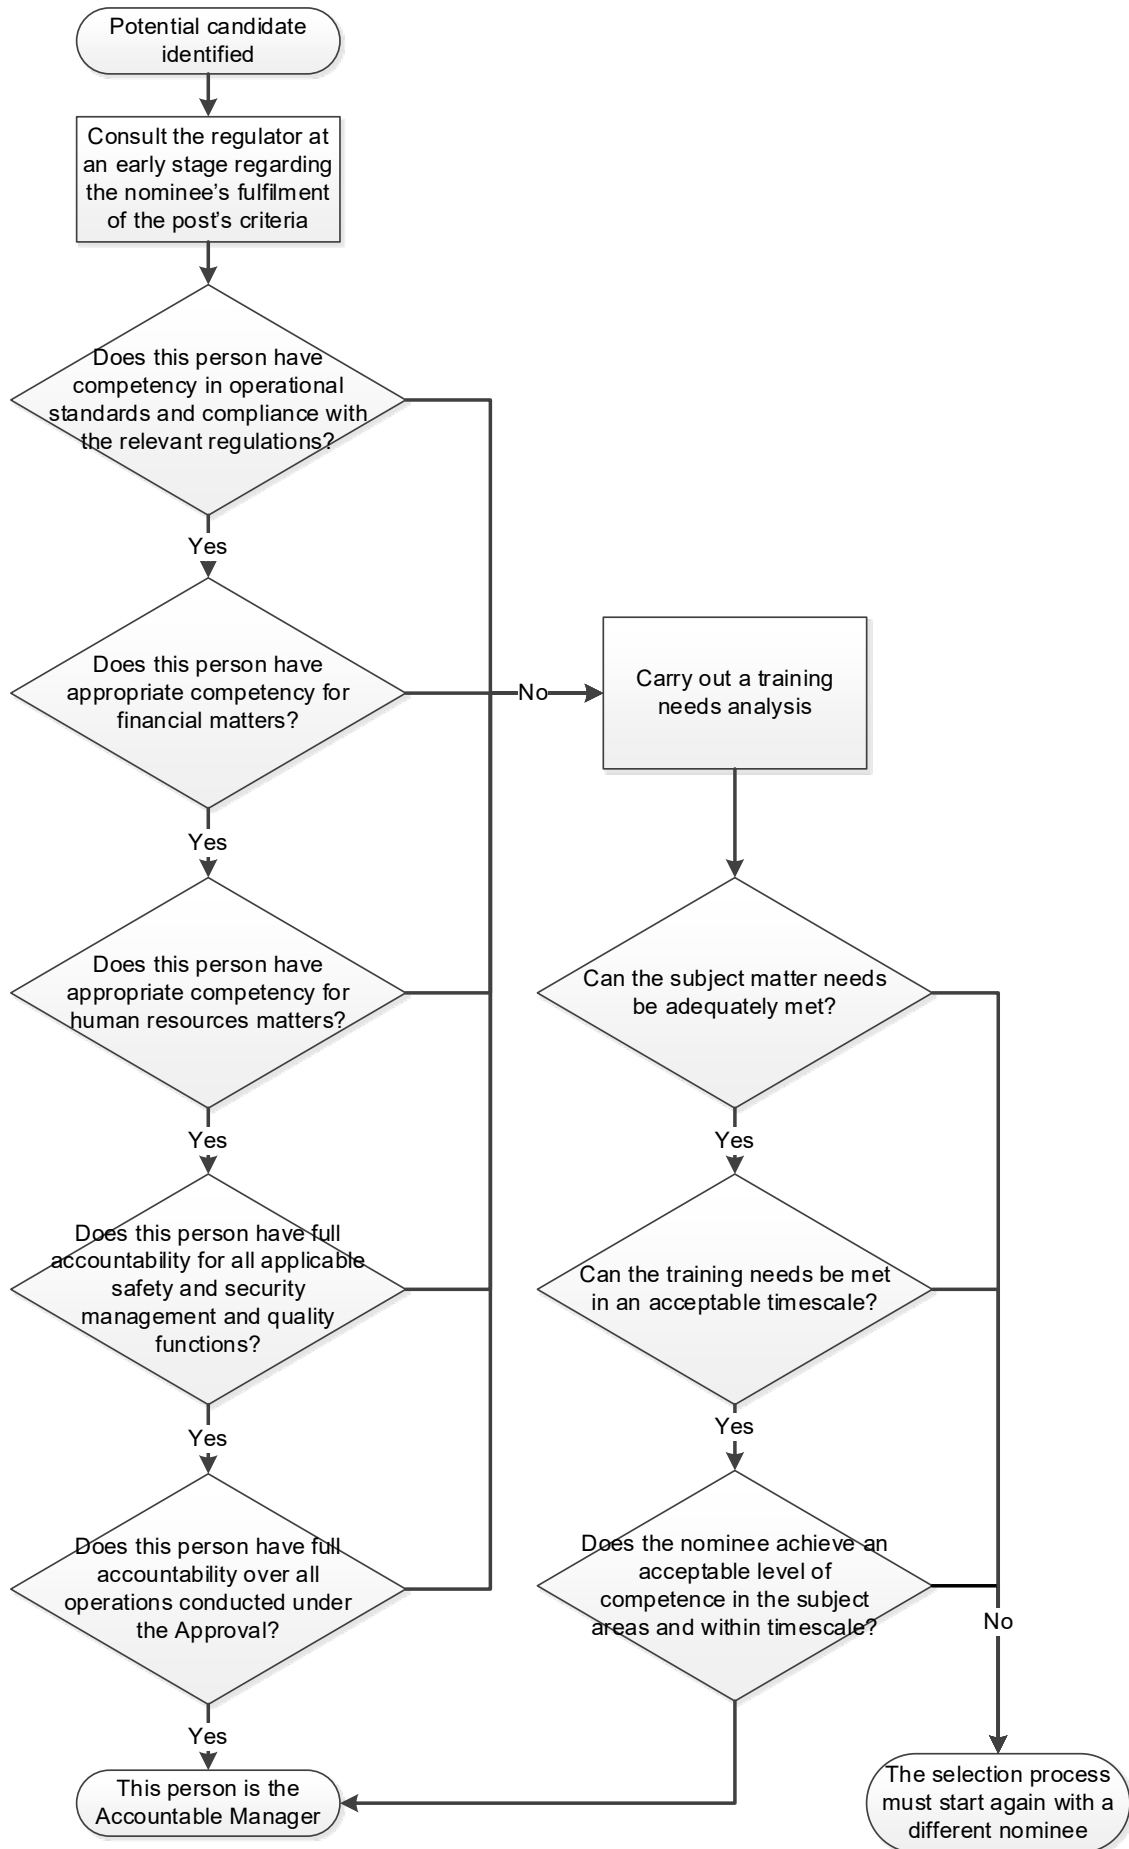 Potential candidate
identified
Consult the regulator at
an early stage regarding
the nominee’s fulfilment
of the post’s criteria
Does this person have
competency in operational
standards and compliance with
the relevant regulations?
Yes
Does this person have
appropriate competency for
financial matters?
No
Carry out a training
needs analysis
Yes
Does this person have
appropriate competency for
human resources matters?
Can the subject matter needs
be adequately met?
Yes
Yes
Does this person have full
accountability for all applicable
safety and security
management and quality
functions?
Can the training needs be met
in an acceptable timescale?
Yes
Yes
Does this person have full
accountability over all
operations conducted under
the Approval?
Does the nominee achieve an
acceptable level of
competence in the subject
areas and within timescale?
No
Yes
This person is the
Accountable Manager
The selection process
must start again with a
different nominee